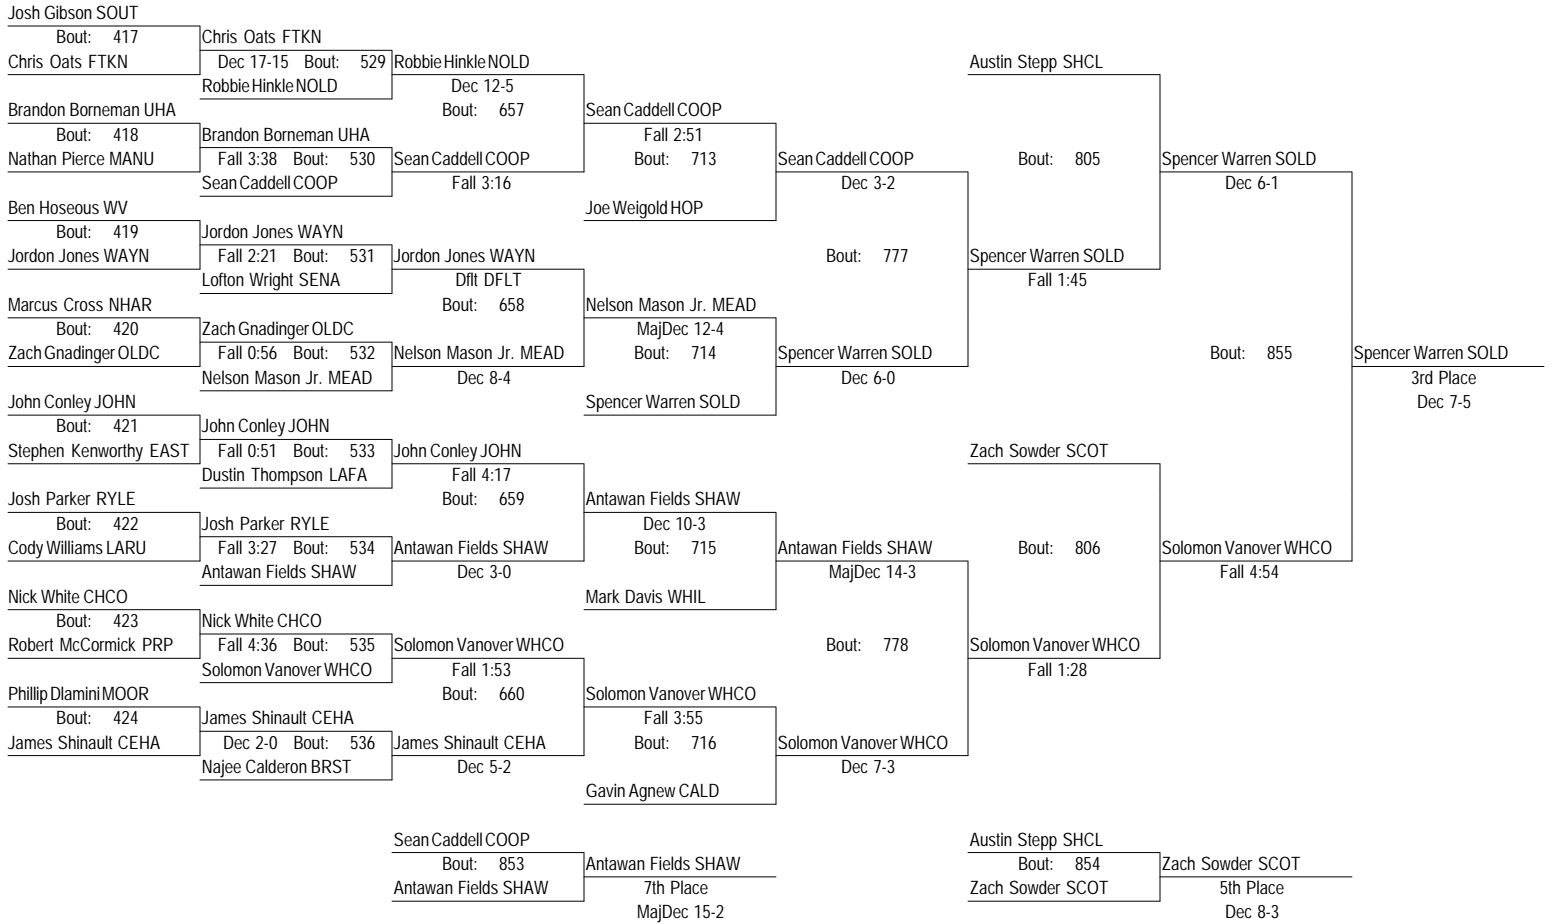 Josh Gibson SOUT
Bout: 417 Chris Oats FTKN
Chris Oats FTKN Dec 17-15 Bout: 529 Robbie Hinkle NOLD Austin Stepp SHCL
Robbie Hinkle NOLD Dec 12-5
Brandon Borneman UHA Bout: 657 Sean Caddell COOP
Bout: 418 Brandon Borneman UHA Fall 2:51
Nathan Pierce MANU Fall 3:38 Bout: 530 Sean Caddell COOP Bout: 713 Sean Caddell COOP Bout: 805 Spencer Warren SOLD
Sean Caddell COOP Fall 3:16 Dec 3-2 Dec 6-1
Ben Hoseous WV Joe Weigold HOP
Bout: 419 Jordon Jones WAYN
Jordon Jones WAYN Fall 2:21 Bout: 531 Jordon Jones WAYN Bout: 777 Spencer Warren SOLD
Lofton Wright SENA Dflt DFLT Fall 1:45
Marcus Cross NHAR Bout: 658 Nelson Mason Jr. MEAD
Bout: 420 Zach Gnadinger OLDC MajDec 12-4
Zach Gnadinger OLDC Fall 0:56 Bout: 532 Nelson Mason Jr. MEAD Bout: 714 Spencer Warren SOLD Bout: 855 Spencer Warren SOLD
Nelson Mason Jr. MEAD Dec 8-4 Dec 6-0 3rd Place
John Conley JOHN Spencer Warren SOLD Dec 7-5
Bout: 421 John Conley JOHN
Stephen Kenworthy EAST Fall 0:51 Bout: 533 John Conley JOHN Zach Sowder SCOT
Dustin Thompson LAFA Fall 4:17
Josh Parker RYLE Bout: 659 Antawan Fields SHAW
Bout: 422 Josh Parker RYLE Dec 10-3
Cody Williams LARU Fall 3:27 Bout: 534 Antawan Fields SHAW Bout: 715 Antawan Fields SHAW Bout: 806 Solomon Vanover WHCO
Antawan Fields SHAW Dec 3-0 MajDec 14-3 Fall 4:54
Nick White CHCO Mark Davis WHIL
Bout: 423 Nick White CHCO
Robert McCormick PRP Fall 4:36 Bout: 535 Solomon Vanover WHCO Bout: 778 Solomon Vanover WHCO
Solomon Vanover WHCO Fall 1:53 Fall 1:28
Phillip Dlamini MOOR Bout: 660 Solomon Vanover WHCO
Bout: 424 James Shinault CEHA Fall 3:55
James Shinault CEHA Dec 2-0 Bout: 536 James Shinault CEHA Bout: 716 Solomon Vanover WHCO
Najee Calderon BRST Dec 5-2 Dec 7-3
Gavin Agnew CALD
Sean Caddell COOP Austin Stepp SHCL
Bout: 853 Antawan Fields SHAW Bout: 854 Zach Sowder SCOT
Antawan Fields SHAW 7th Place Zach Sowder SCOT 5th Place
MajDec 15-2 Dec 8-3